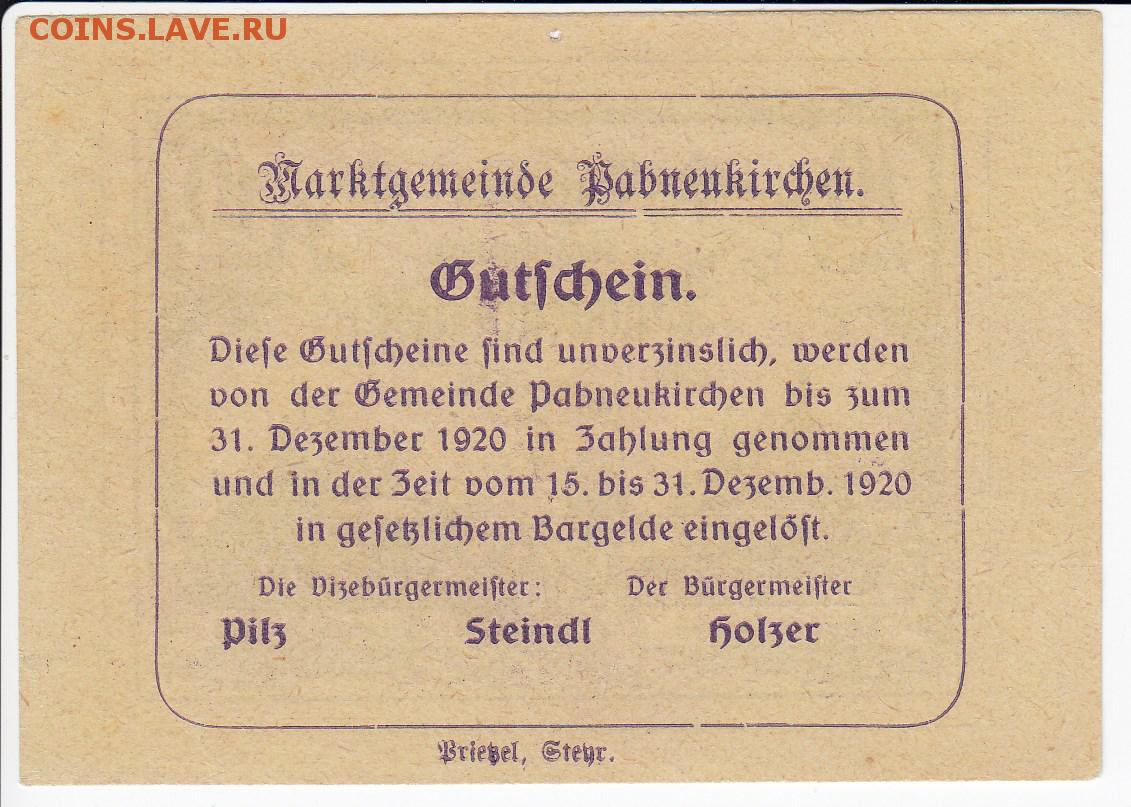 COINS.LAVE.RU
Marktgemeinde Pabneukirchen.
Gutschein.
Diese Gutscheine sind unverzinslich, werden
von der Gemeinde Pabneukirchen bis zum
31. Dezember 1920 in Zahlung genommen
und in der Zeit vom 15. bis 31. Dezemb. 1920
in gesetzlichem Bargelde eingelöst.
Die Vizebürgermeister: Der Bürgermeister
Pilz Steindl Holzer
Prietzel, Steyr.